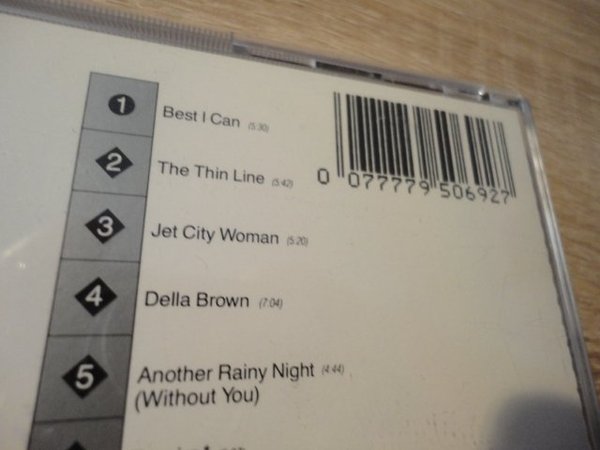 1 Best I Can (5:30)
2 The Thin Line (5:42)
3 Jet City Woman (5:20)
4 Della Brown (7:04)
5 Another Rainy Night (4:44)
(Without You)
0 077779 506927